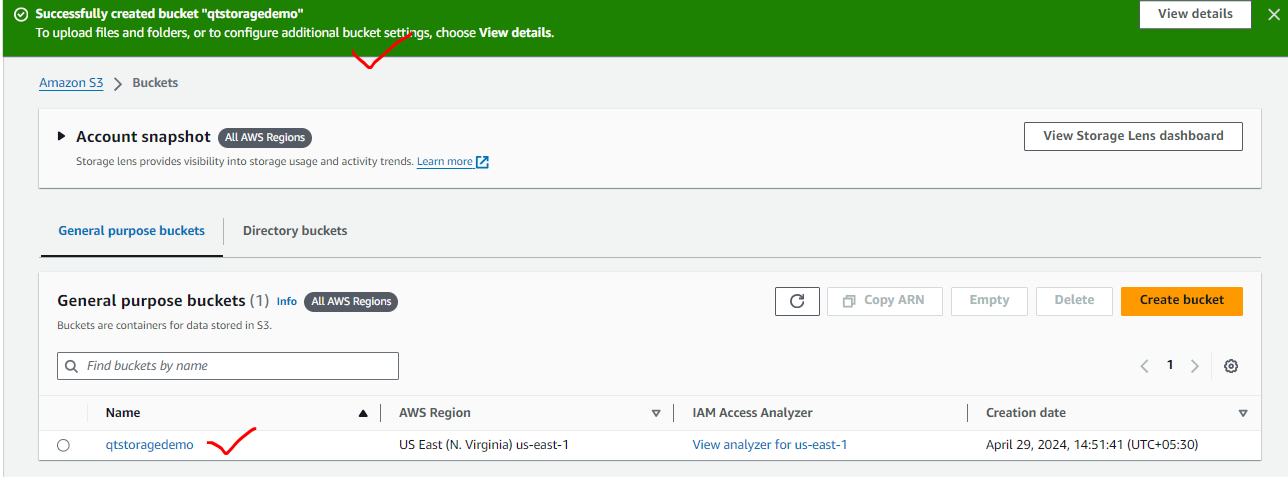 Successfully created bucket "qtstoragedemo"
View details
To upload files and folders, or to configure additional bucket settings, choose View details.
Amazon S3 > Buckets
Account snapshot All AWS Regions
View Storage Lens dashboard
Storage lens provides visibility into storage usage and activity trends. Learn more
General purpose buckets
Directory buckets
General purpose buckets (1) Info All AWS Regions
Copy ARN
Empty
Delete
Create bucket
Buckets are containers for data stored in S3.
Find buckets by name
1
Name AWS Region IAM Access Analyzer Creation date
qtstoragedemo US East (N. Virginia) us-east-1 View analyzer for us-east-1 April 29, 2024, 14:51:41 (UTC+05:30)